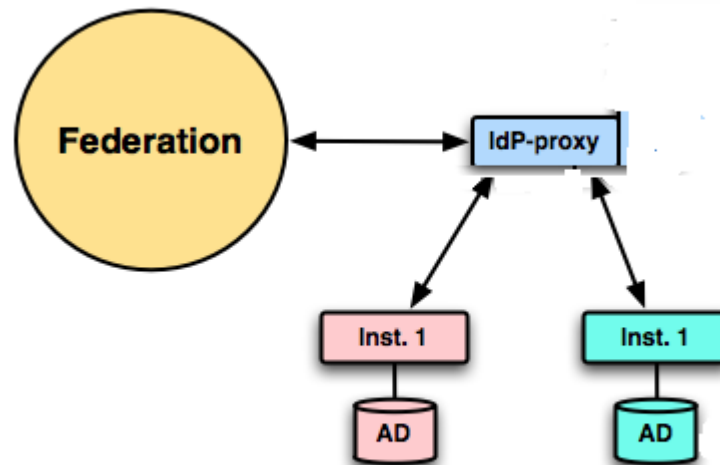 Federation
IdP-proxy
Inst. 1
Inst. 1
AD
AD